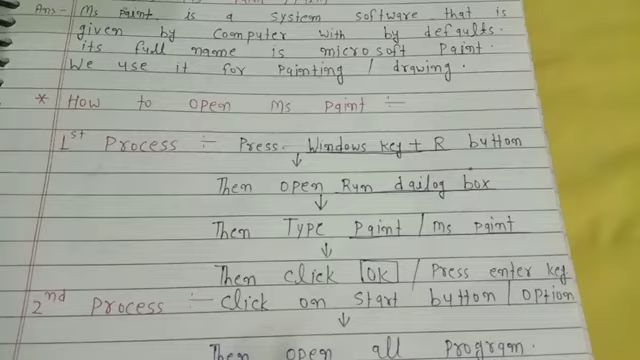 Ans - Ms paint is a system software that is
given by computer with by defaults.
its full name is microsoft paint.
We use it for painting / drawing.
* How to open ms paint ÷
1st Process ÷ Press Windows key + R button
↓
Then open Run dailog box
↓
Then Type Paint / ms paint
↓
Then click OK / Press enter key
2nd Process ÷ Click on Start button / option
↓
Then open all program.